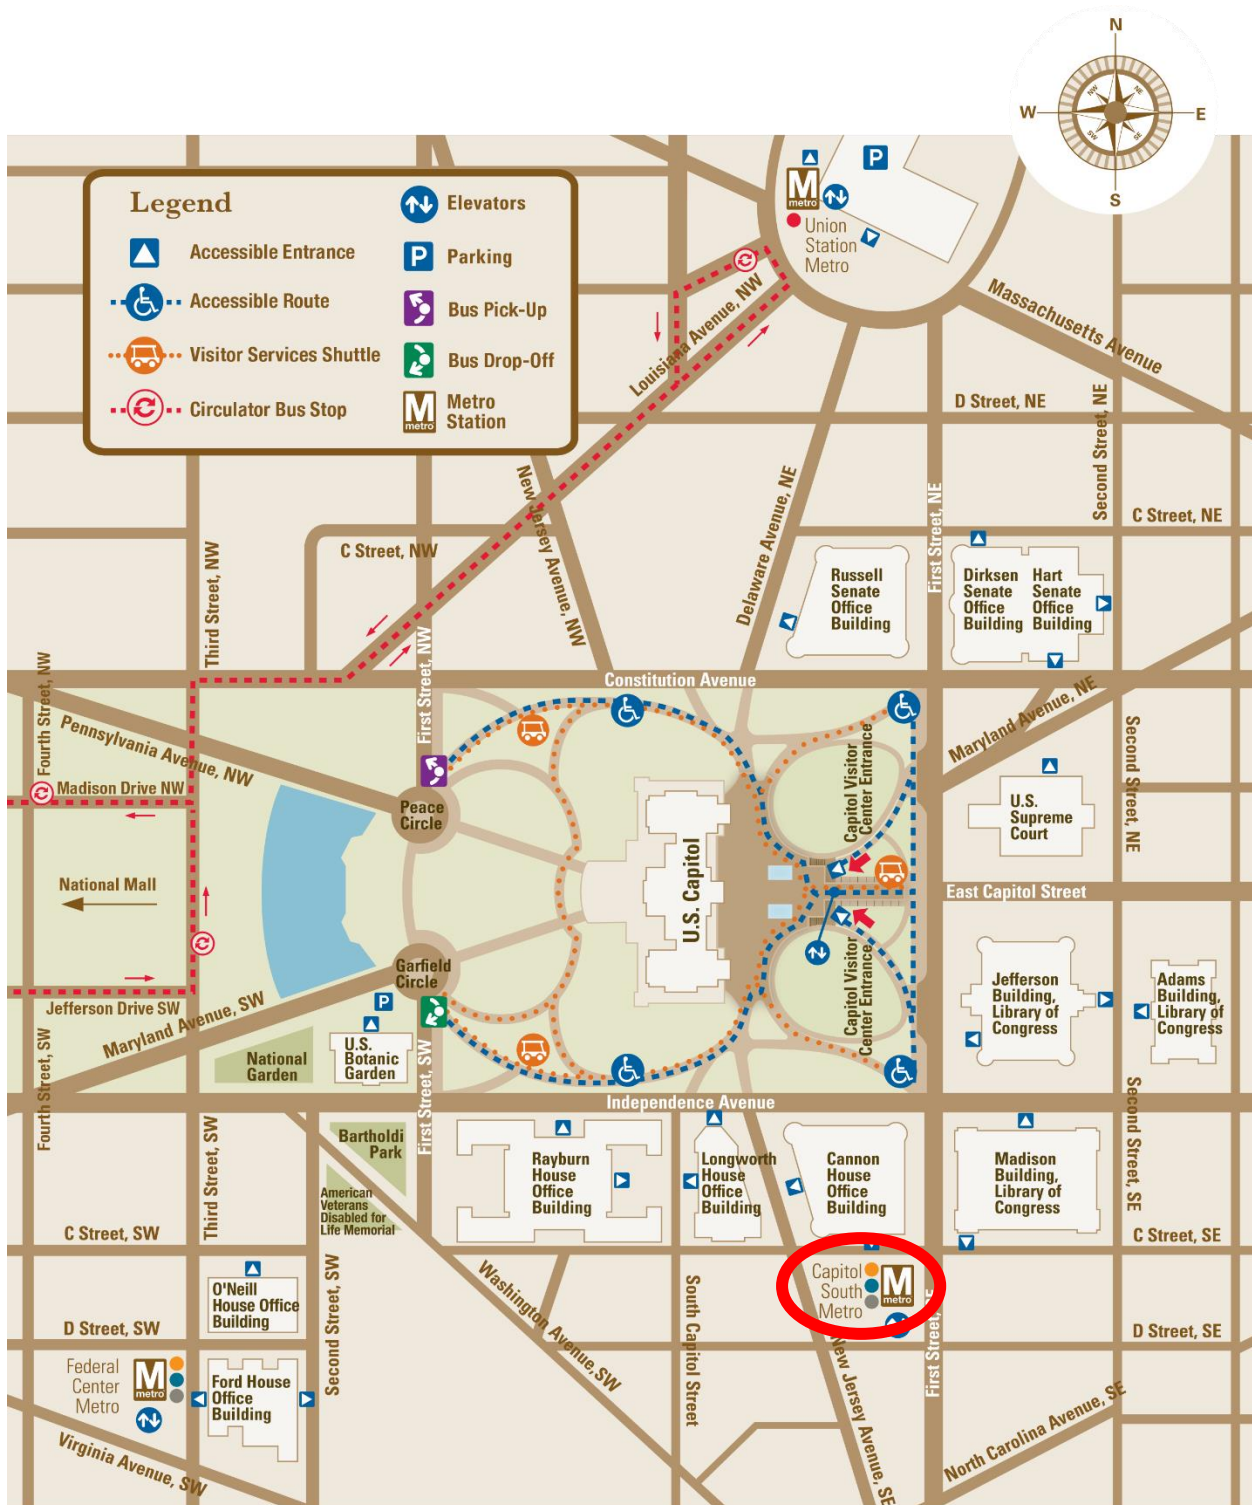 N
NW
NE
W
E
SW
SE
S
Legend
Accessible Entrance
Accessible Route
Visitor Services Shuttle
Circulator Bus Stop
Elevators
P
Parking
Bus Pick-Up
Bus Drop-Off
M
metro
Metro
Station
P
M
metro
Union
Station
Metro
Louisiana Avenue, NW
Massachusetts Avenue
D Street, NE
Second Street, NE
C Street, NE
New Jersey Avenue, NW
C Street, NW
Delaware Avenue, NE
First Street, NE
Third Street, NW
First Street, NW
Russell
Senate
Office
Building
Dirksen
Senate
Office
Building
Hart
Senate
Office
Building
Constitution Avenue
Fourth Street, NW
Pennsylvania Avenue, NW
Madison Drive NW
Peace
Circle
Maryland Avenue, NE
Second Street, NE
U.S.
Supreme
Court
Capitol Visitor
Center Entrance
U.S. Capitol
National Mall
East Capitol Street
Capitol Visitor
Center Entrance
Garfield
Circle
Jefferson Drive SW
Maryland Avenue, SW
P
U.S.
Botanic
Garden
National
Garden
Jefferson
Building,
Library of
Congress
Adams
Building,
Library of
Congress
Fourth Street, SW
First Street, SW
Independence Avenue
Second Street, SE
Third Street, SW
Bartholdi
Park
American
Veterans
Disabled for
Life Memorial
Rayburn
House
Office
Building
Longworth
House
Office
Building
Cannon
House
Office
Building
Madison
Building,
Library of
Congress
C Street, SW
C Street, SE
Capitol
South
Metro
M
metro
O'Neill
House Office
Building
Second Street, SW
Washington Avenue, SW
South Capitol Street
New Jersey Avenue, SE
First Street, SE
D Street, SW
D Street, SE
Federal
Center
Metro
M
metro
Ford House
Office
Building
Virginia Avenue, SW
North Carolina Avenue, SE